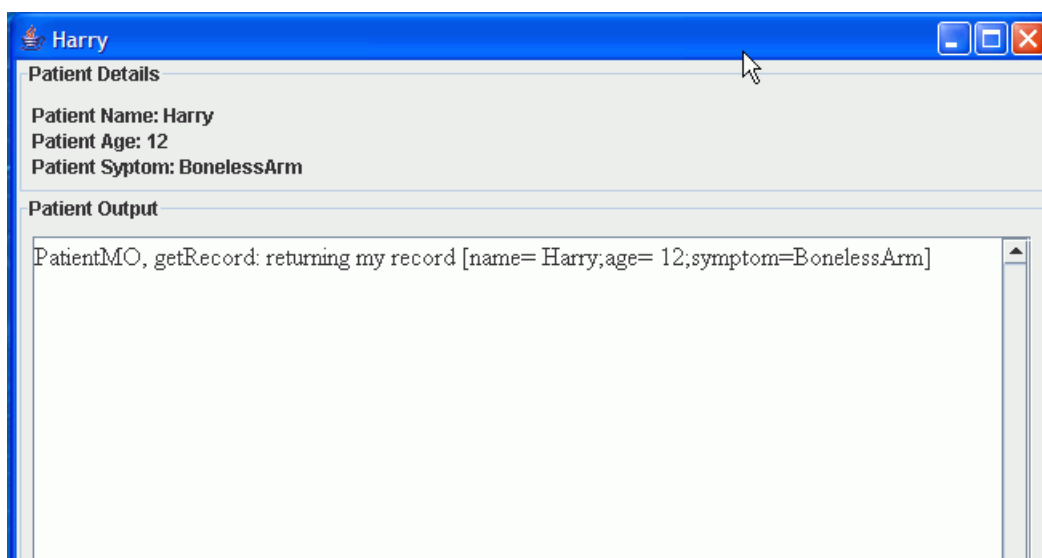 Harry
Patient Details
Patient Name: Harry
Patient Age: 12
Patient Syptom: BonelessArm
Patient Output
PatientMO, getRecord: returning my record [name= Harry;age= 12;symptom=BonelessArm]